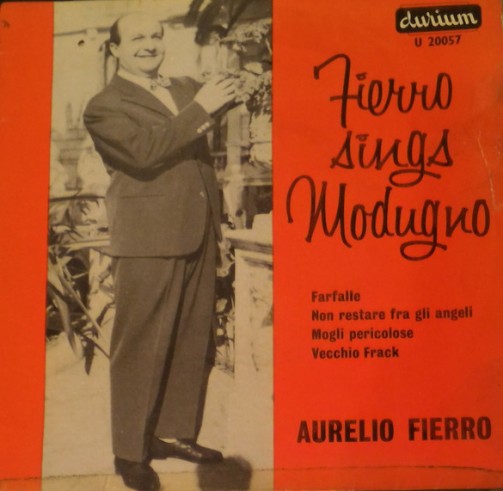 durium
U 20057
Fierro
sings
Modugno
Farfalle
Non restare fra gli angeli
Mogli pericolose
Vecchio Frack
AURELIO FIERRO